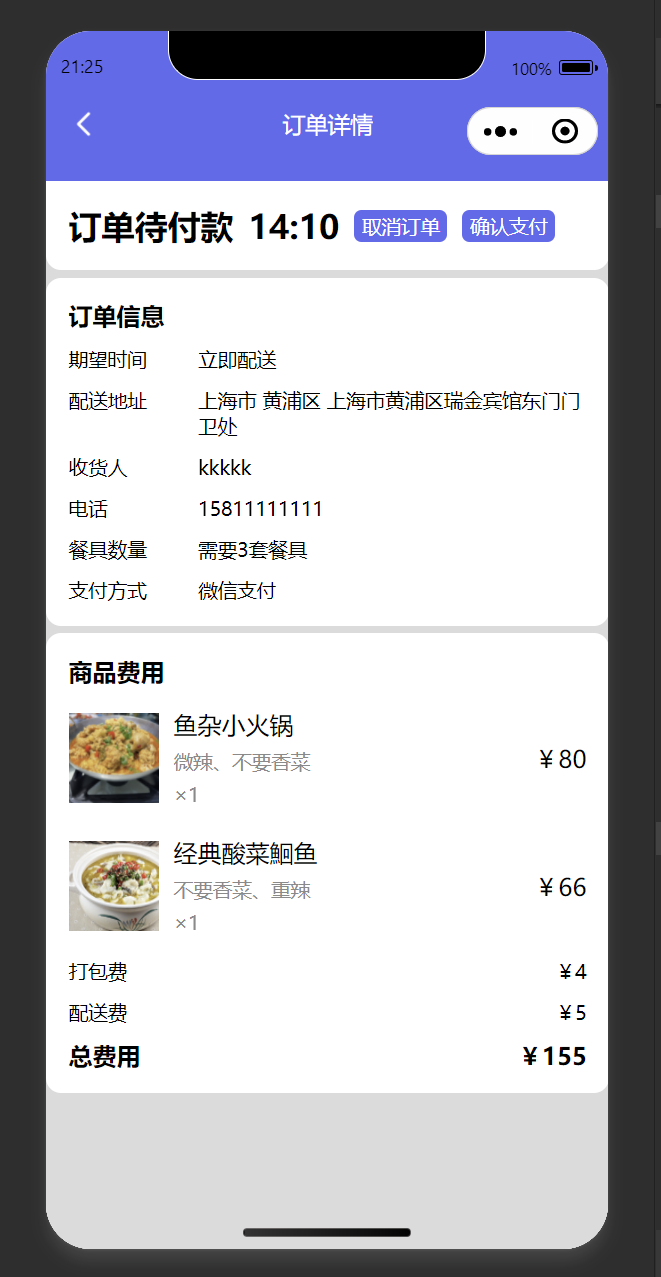 21:25
100%
订单详情
订单待付款 14:10 取消订单 确认支付
订单信息
期望时间 立即配送
配送地址 上海市 黄浦区 上海市黄浦区瑞金宾馆东门门
卫处
收货人 kkkkk
电话 15811111111
餐具数量 需要3套餐具
支付方式 微信支付
商品费用
鱼杂小火锅
微辣、不要香菜
×1
￥80
经典酸菜鮰鱼
不要香菜、重辣
×1
￥66
打包费 ￥4
配送费 ￥5
总费用 ￥155